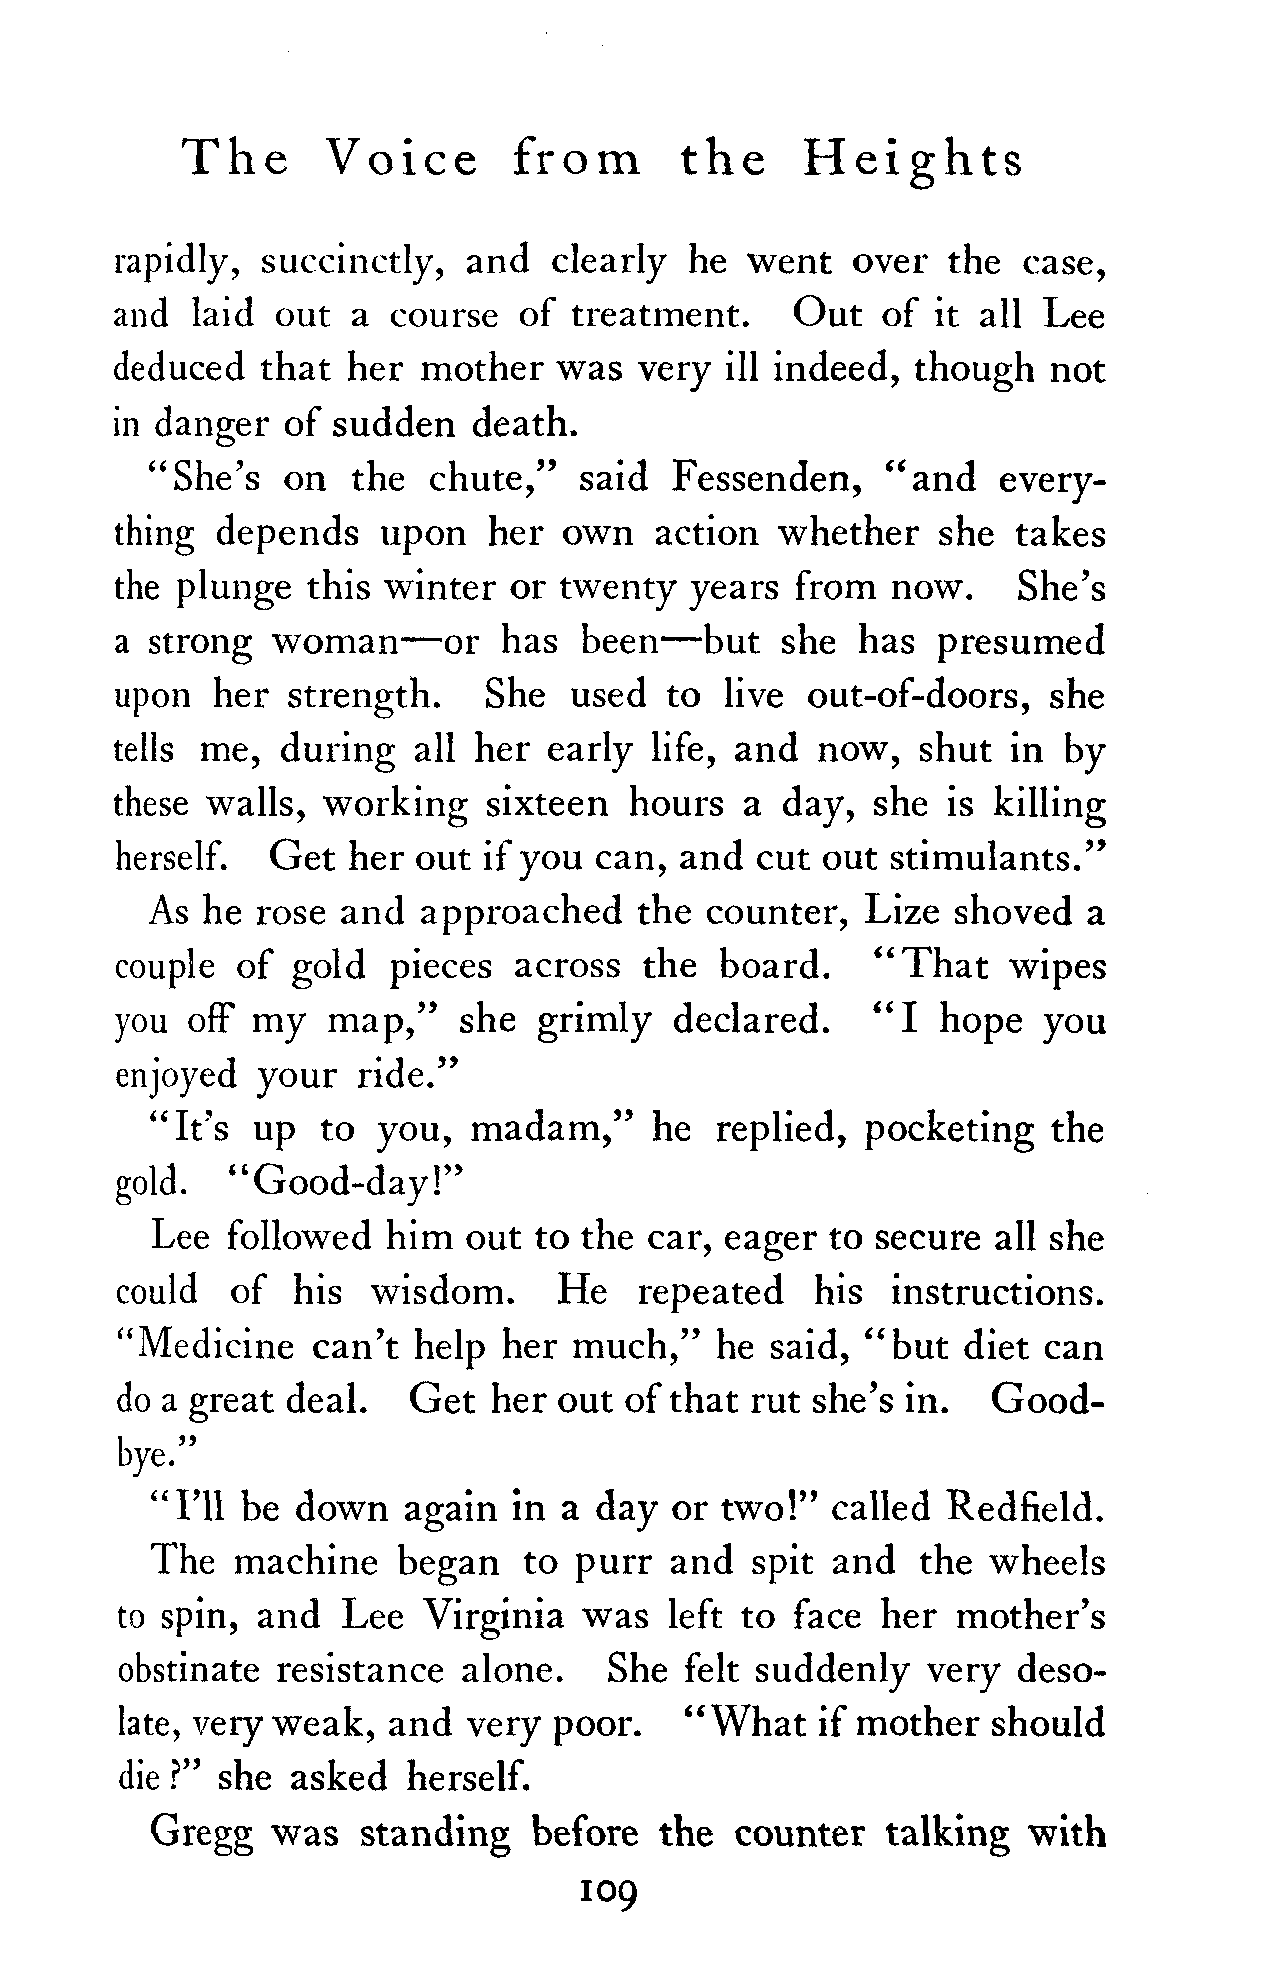 The Voice from the Heights
rapidly, succinctly, and clearly he went over the case,
and laid out a course of treatment. Out of it all Lee
deduced that her mother was very ill indeed, though not
in danger of sudden death.
"She's on the chute," said Fessenden, "and every-
thing depends upon her own action whether she takes
the plunge this winter or twenty years from now. She's
a strong woman—or has been—but she has presumed
upon her strength. She used to live out-of-doors, she
tells me, during all her early life, and now, shut in by
these walls, working sixteen hours a day, she is killing
herself. Get her out if you can, and cut out stimulants."
As he rose and approached the counter, Lize shoved a
couple of gold pieces across the board. "That wipes
you off my map," she grimly declared. "I hope you
enjoyed your ride."
"It's up to you, madam," he replied, pocketing the
gold. "Good-day!"
Lee followed him out to the car, eager to secure all she
could of his wisdom. He repeated his instructions.
"Medicine can't help her much," he said, "but diet can
do a great deal. Get her out of that rut she's in. Good-
bye."
"I'll be down again in a day or two!" called Redfield.
The machine began to purr and spit and the wheels
to spin, and Lee Virginia was left to face her mother's
obstinate resistance alone. She felt suddenly very deso-
late, very weak, and very poor. "What if mother should
die?" she asked herself.
Gregg was standing before the counter talking with
109